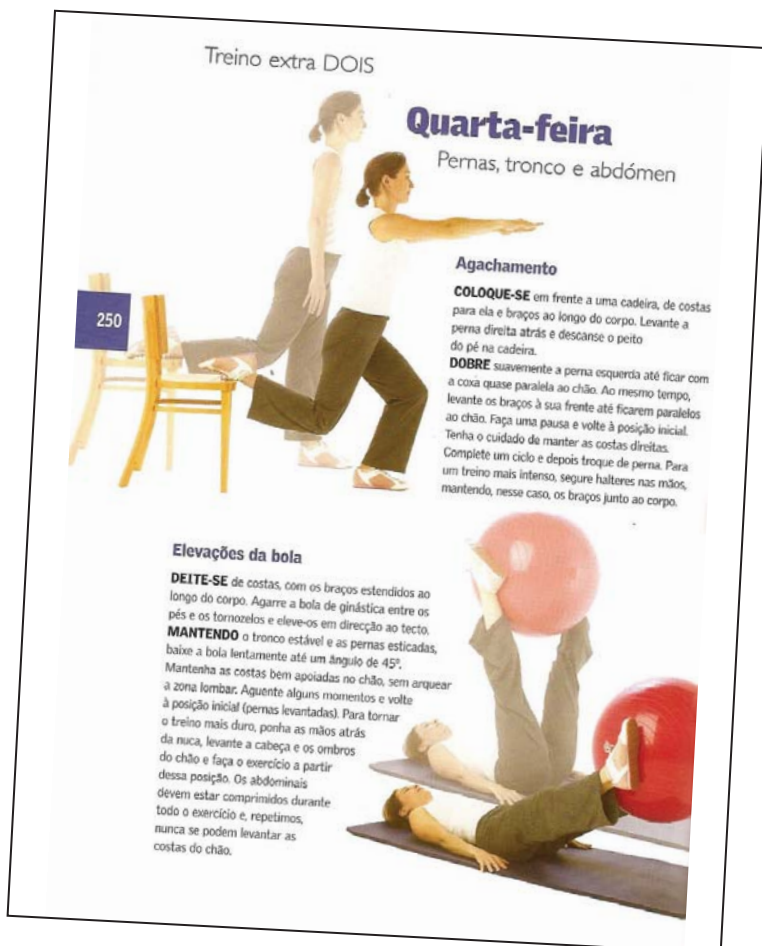 Treino extra DOIS
Quarta-feira
Pernas, tronco e abdómen
250
Agachamento
COLOQUE-SE em frente a uma cadeira, de costas
para ela e braços ao longo do corpo. Levante a
perna direita atrás e descanse o peito
do pé na cadeira.
DOBRE suavemente a perna esquerda até ficar com
a coxa quase paralela ao chão. Ao mesmo tempo,
levante os braços à sua frente até ficarem paralelos
ao chão. Faça uma pausa e volte à posição inicial.
Tenha o cuidado de manter as costas direitas.
Complete um ciclo e depois troque de perna. Para
um treino mais intenso, segure halteres nas mãos,
mantendo, nesse caso, os braços junto ao corpo.
Elevações da bola
DEITE-SE de costas, com os braços estendidos ao
longo do corpo. Agarre a bola de ginástica entre os
pés e os tornozelos e eleve-os em direcção ao tecto.
MANTENDO o tronco estável e as pernas esticadas,
baixe a bola lentamente até um ângulo de 45º.
Mantenha as costas bem apoiadas no chão, sem arquear
a zona lombar. Aguente alguns momentos e volte
à posição inicial (pernas levantadas). Para tornar
o treino mais duro, ponha as mãos atrás
da nuca, levante a cabeça e os ombros
do chão e faça o exercício a partir
dessa posição. Os abdominais
devem estar comprimidos durante
todo o exercício e, repetimos,
nunca se podem levantar as
costas do chão.